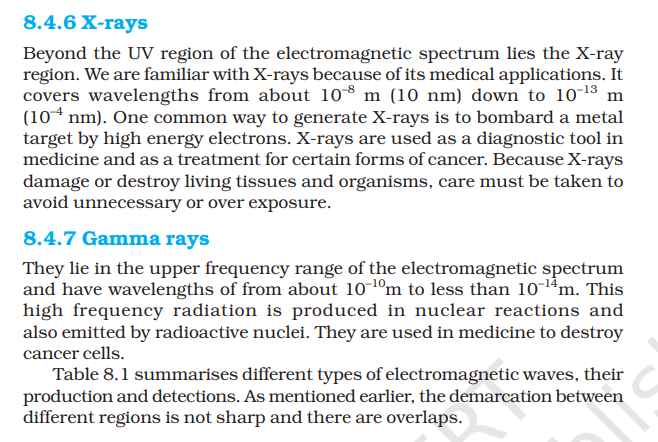 8.4.6 X-rays
Beyond the UV region of the electromagnetic spectrum lies the X-ray
region. We are familiar with X-rays because of its medical applications. It
covers wavelengths from about 10⁻⁸ m (10 nm) down to 10⁻¹³ m
(10⁻⁴ nm). One common way to generate X-rays is to bombard a metal
target by high energy electrons. X-rays are used as a diagnostic tool in
medicine and as a treatment for certain forms of cancer. Because X-rays
damage or destroy living tissues and organisms, care must be taken to
avoid unnecessary or over exposure.
8.4.7 Gamma rays
They lie in the upper frequency range of the electromagnetic spectrum
and have wavelengths of from about 10⁻¹⁰m to less than 10⁻¹⁴m. This
high frequency radiation is produced in nuclear reactions and
also emitted by radioactive nuclei. They are used in medicine to destroy
cancer cells.
Table 8.1 summarises different types of electromagnetic waves, their
production and detections. As mentioned earlier, the demarcation between
different regions is not sharp and there are overlaps.